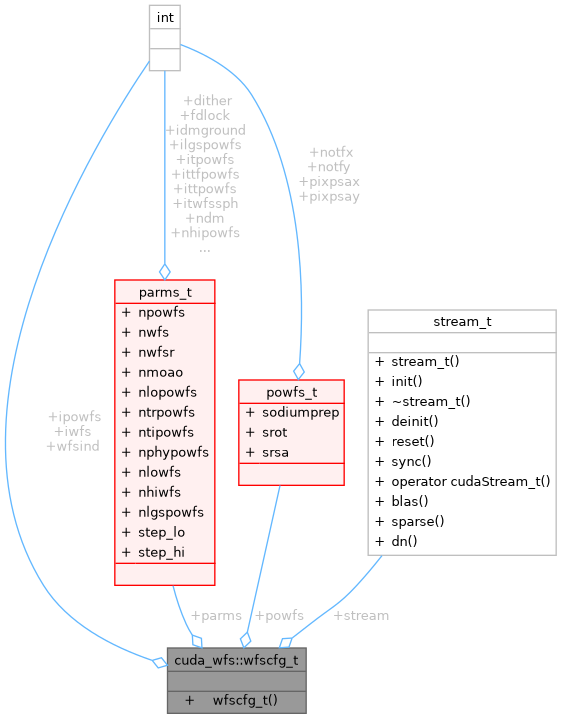 int
+dither
+fdlock
+idmground
+ilgspowfs
+itpowfs
+ittfpowfs
+ittpowfs
+itwfssph
+ndm
+nhipowfs
...
+notfx
+notfy
+pixpsax
+pixpsay
parms_t
+ npowfs
+ nwfs
+ nwfsr
+ nmoao
+ nlopowfs
+ ntrpowfs
+ ntipowfs
+ nphypowfs
+ nlowfs
+ nhiwfs
+ nlgspowfs
+ step_lo
+ step_hi
powfs_t
+ sodiumprep
+ srot
+ srsa
stream_t
+ stream_t()
+ init()
+ ~stream_t()
+ deinit()
+ reset()
+ sync()
+ operator cudaStream_t()
+ blas()
+ sparse()
+ dn()
+ipowfs
+iwfs
+wfsind
+parms
+powfs
+stream
cuda_wfs::wfscfg_t
+ wfscfg_t()